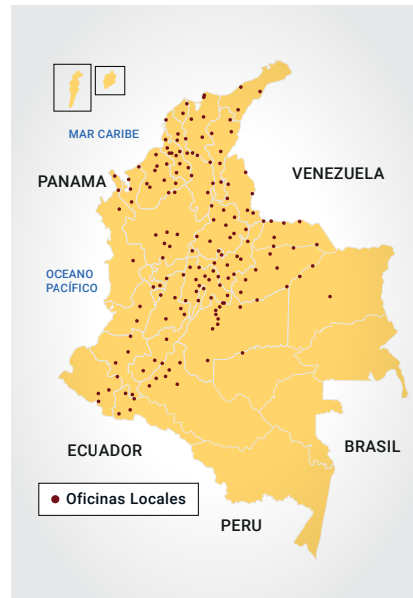 MAR CARIBE
PANAMA
VENEZUELA
OCEANO
PACÍFICO
ECUADOR
BRASIL
Oficinas Locales
PERU